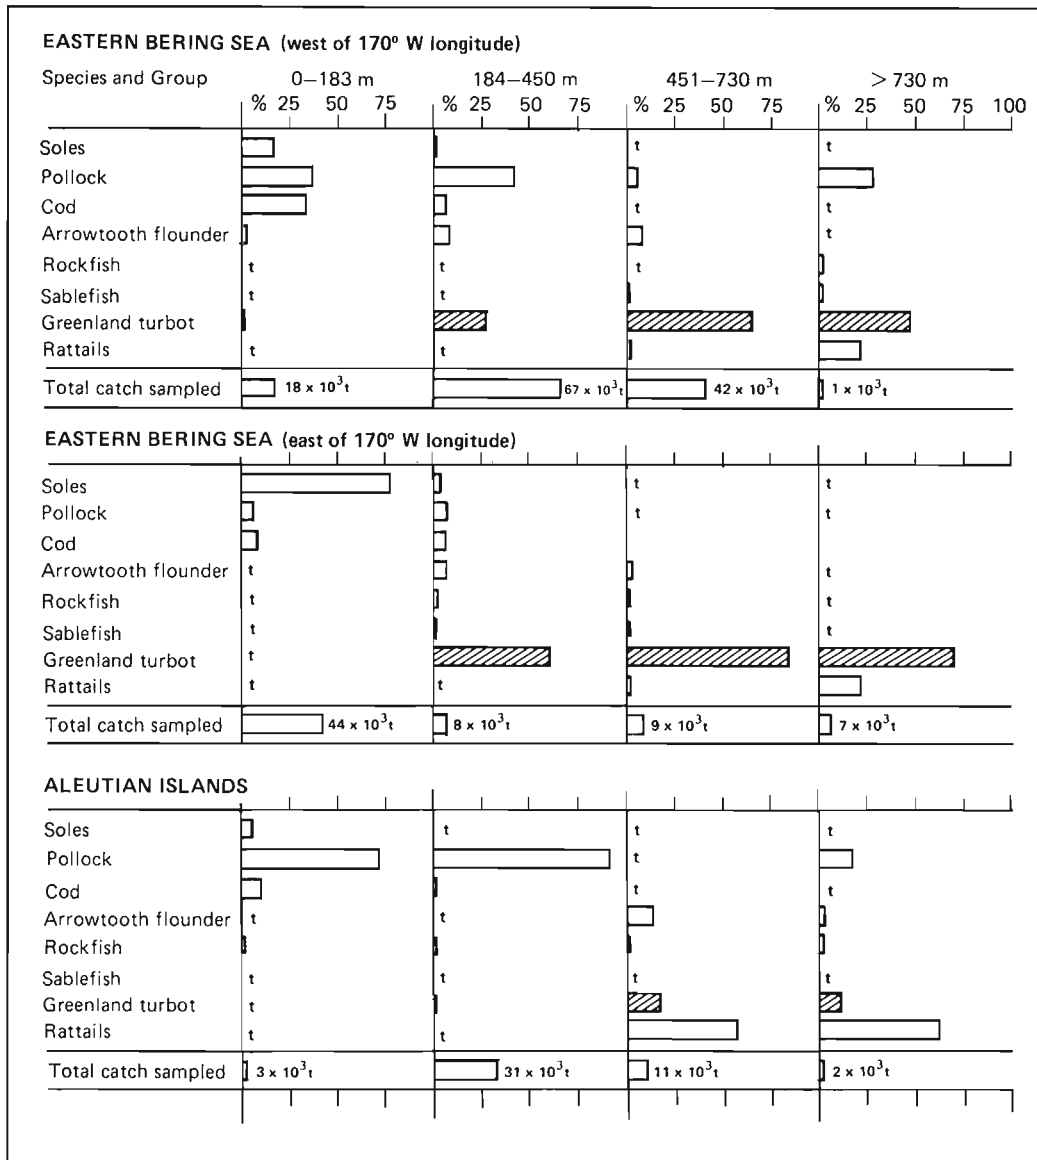 EASTERN BERING SEA (west of 170° W longitude)
Species and Group 0–183 m 184–450 m 451–730 m > 730 m
% 25 50 75 % 25 50 75 % 25 50 75 % 25 50 75 100
Soles t t
Pollock
Cod t t
Arrowtooth flounder t
Rockfish t t t
Sablefish t t
Greenland turbot
Rattails t t
Total catch sampled 18 x 10³t 67 x 10³t 42 x 10³t 1 x 10³t
EASTERN BERING SEA (east of 170° W longitude)
Soles t t
Pollock t t
Cod
Arrowtooth flounder t t
Rockfish t t
Sablefish t t
Greenland turbot t
Rattails t t
Total catch sampled 44 x 10³t 8 x 10³t 9 x 10³t 7 x 10³t
ALEUTIAN ISLANDS
Soles t t t
Pollock t
Cod t t
Arrowtooth flounder t t
Rockfish
Sablefish t t t t
Greenland turbot t
Rattails t t
Total catch sampled 3 x 10³t 31 x 10³t 11 x 10³t 2 x 10³t